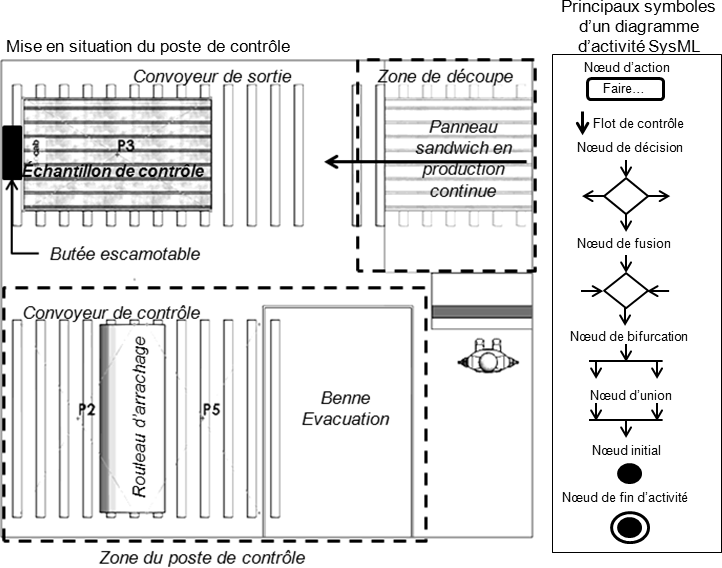 Mise en situation du poste de contrôle
Convoyeur de sortie
Zone de découpe
P3
Échantillon de contrôle
Panneau
sandwich en
production
continue
Butée escamotable
Convoyeur de contrôle
P2
Rouleau d'arrachage
P5
Benne
Evacuation
Zone du poste de contrôle
Principaux symboles
d'un diagramme
d'activité SysML
Nœud d'action
Faire…
Flot de contrôle
Nœud de décision
Nœud de fusion
Nœud de bifurcation
Nœud d'union
Nœud initial
Nœud de fin d'activité